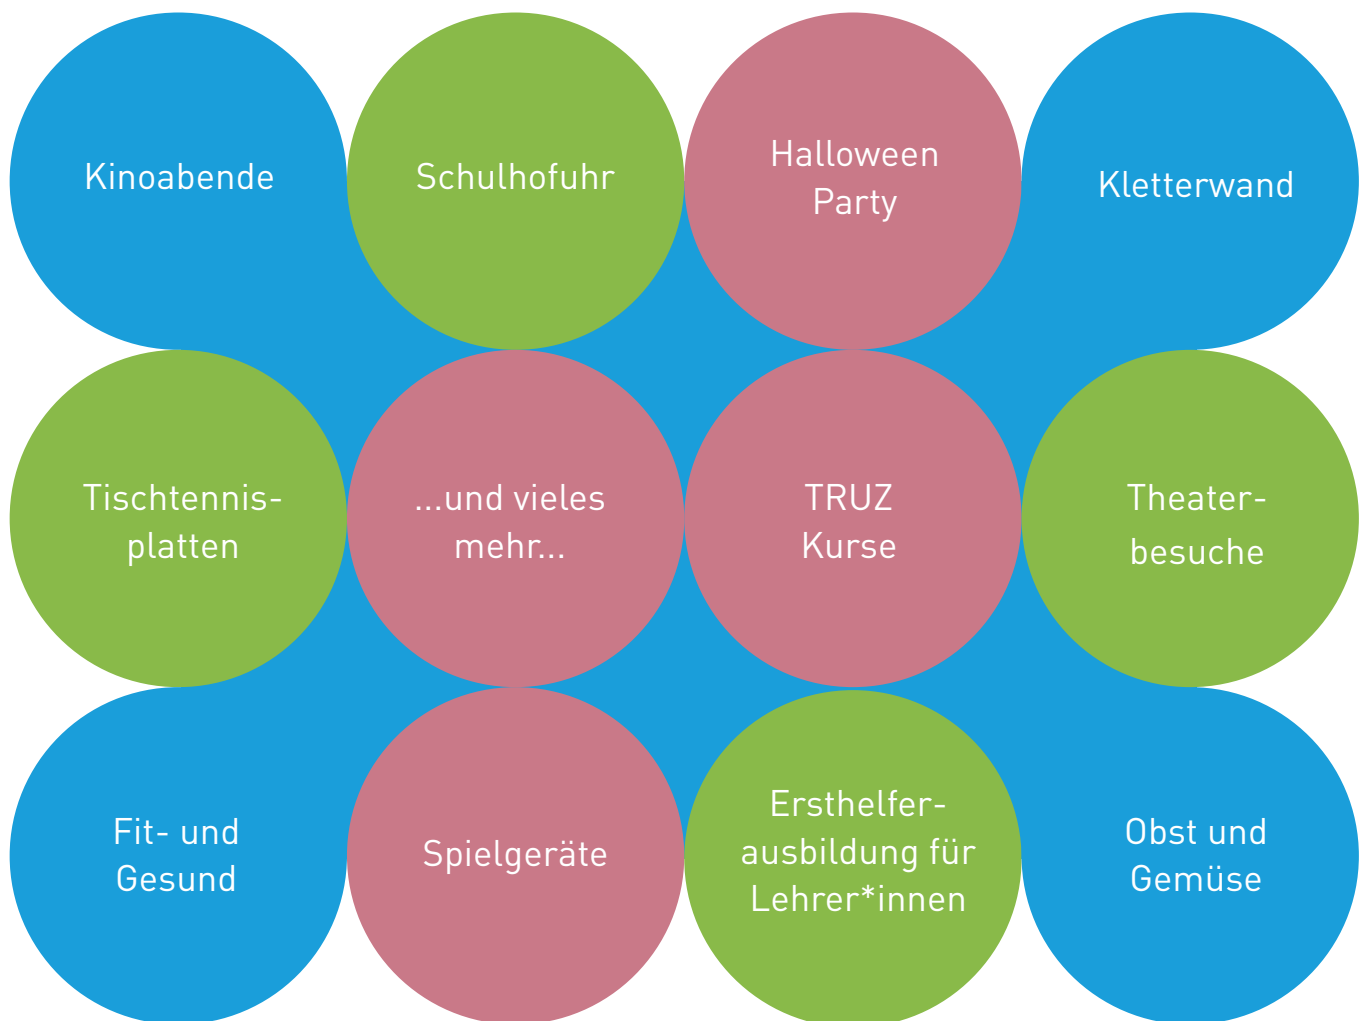 Kinoabende
Schulhofuhr
Halloween
Party
Kletterwand
Tischtennis-
platten
...und vieles
mehr...
TRUZ
Kurse
Theater-
besuche
Fit- und
Gesund
Spielgeräte
Ersthelfer-
ausbildung für
Lehrer*innen
Obst und
Gemüse